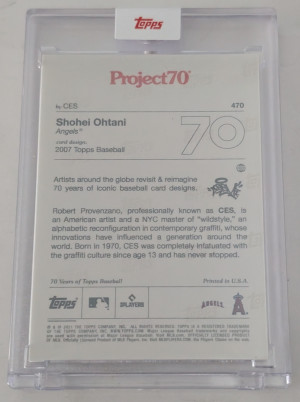 Topps
Project70®
by CES 470
Shohei Ohtani
Angels®
70
card design:
2007 Topps Baseball
Artists around the globe revisit & reimagine
70 years of iconic baseball card designs.
Robert Provenzano, professionally known as CES, is
an American artist and a NYC master of "wildstyle," an
alphabetic reconfiguration in contemporary graffiti, whose
innovations have influenced a generation around the
world. Born in 1970, CES was completely infatuated with
the graffiti culture since age 13 and has never stopped.
70 Years of Topps Baseball Printed in U.S.A.
Topps PLAYERS ANGELS